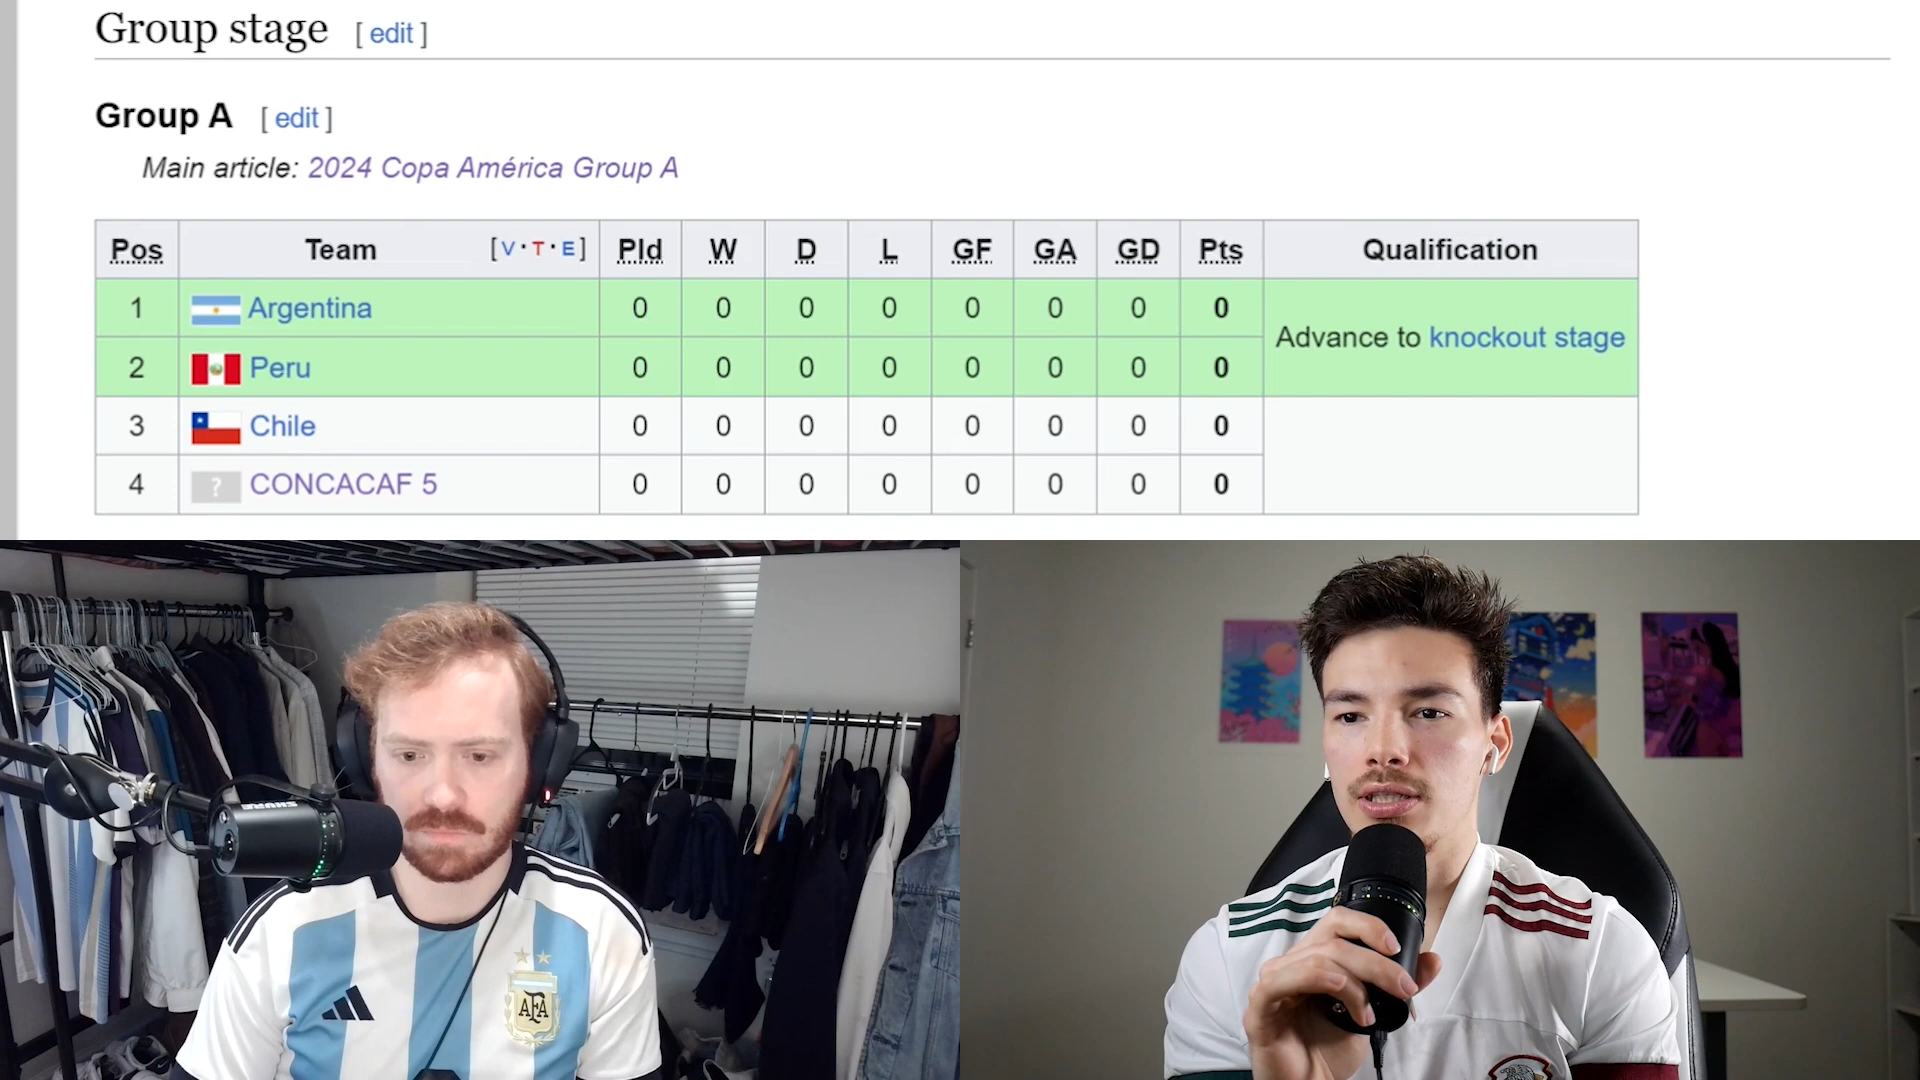 Group stage [ edit ]
Group A [ edit ]
Main article: 2024 Copa América Group A
Pos Team [ V · T · E ] Pld W D L GF GA GD Pts Qualification
1 Argentina 0 0 0 0 0 0 0 0 Advance to knockout stage
2 Peru 0 0 0 0 0 0 0 0
3 Chile 0 0 0 0 0 0 0 0
4 ? CONCACAF 5 0 0 0 0 0 0 0 0
SHURE
AFA